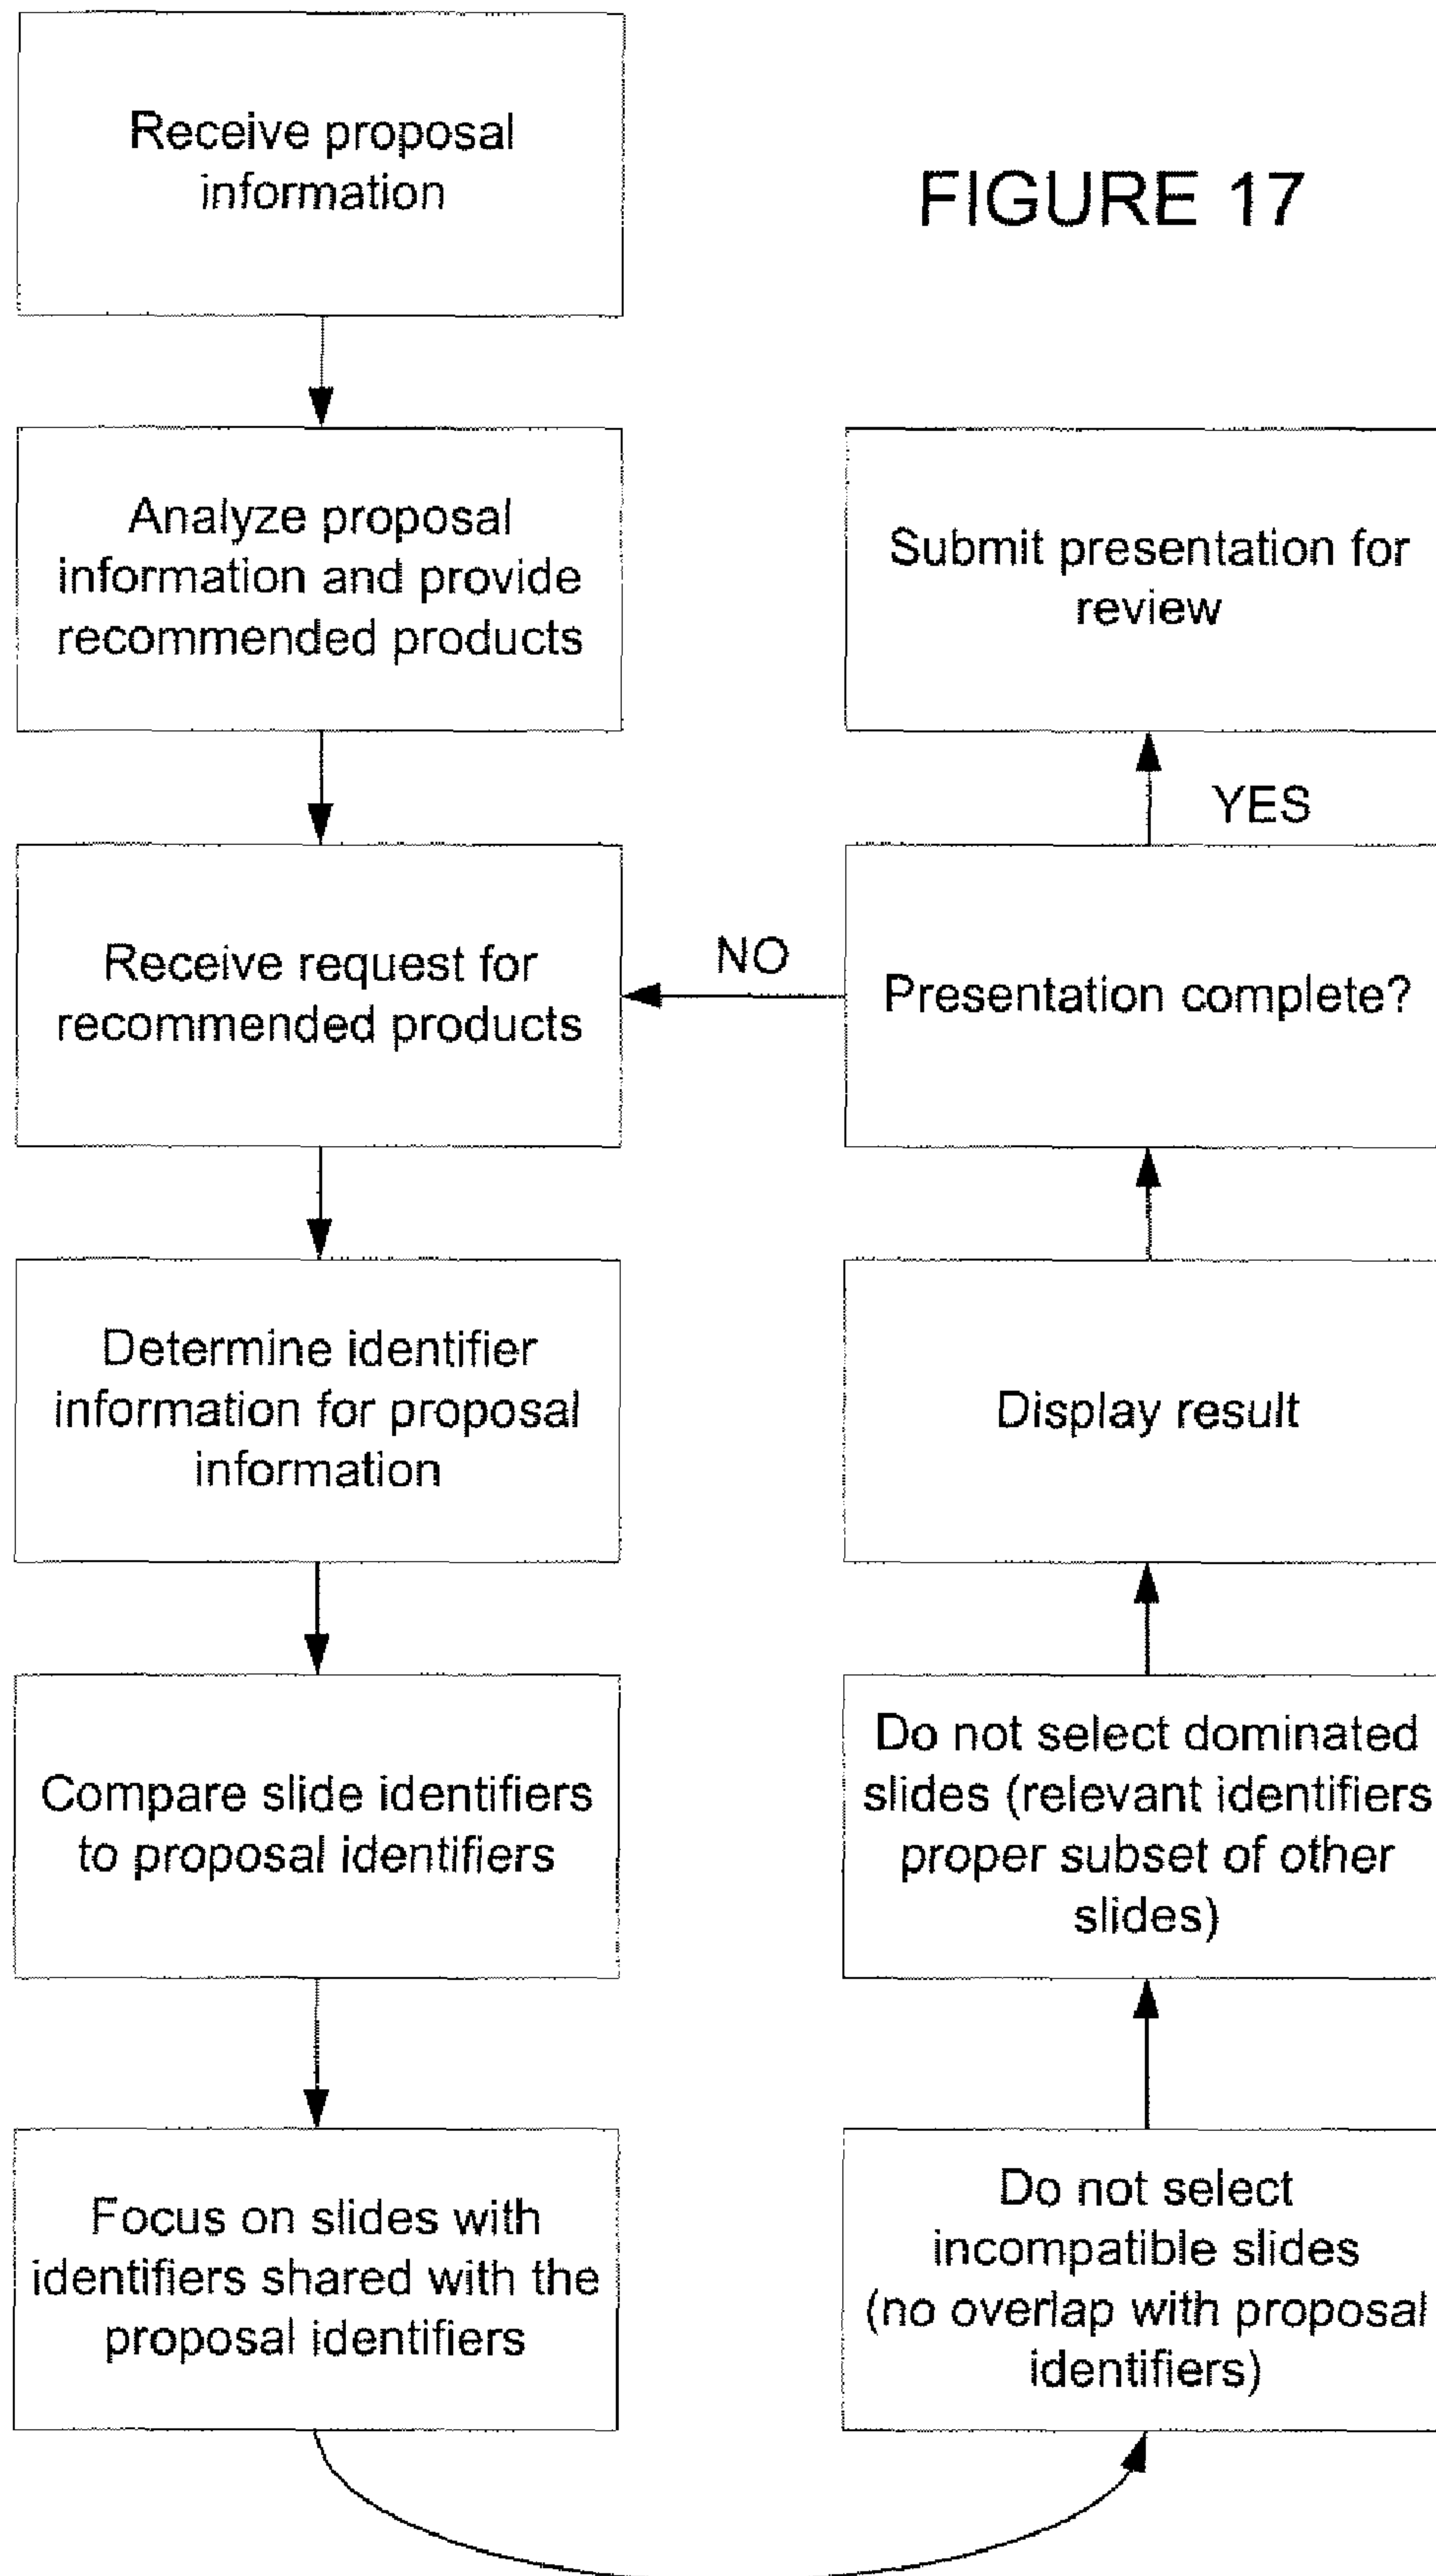 FIGURE 17
Receive proposal
information
Analyze proposal
information and provide
recommended products
Receive request for
recommended products
Determine identifier
information for proposal
information
Compare slide identifiers
to proposal identifiers
Focus on slides with
identifiers shared with the
proposal identifiers
Do not select
incompatible slides
(no overlap with proposal
identifiers)
Do not select dominated
slides (relevant identifiers
proper subset of other
slides)
Display result
Presentation complete?
NO
YES
Submit presentation for
review